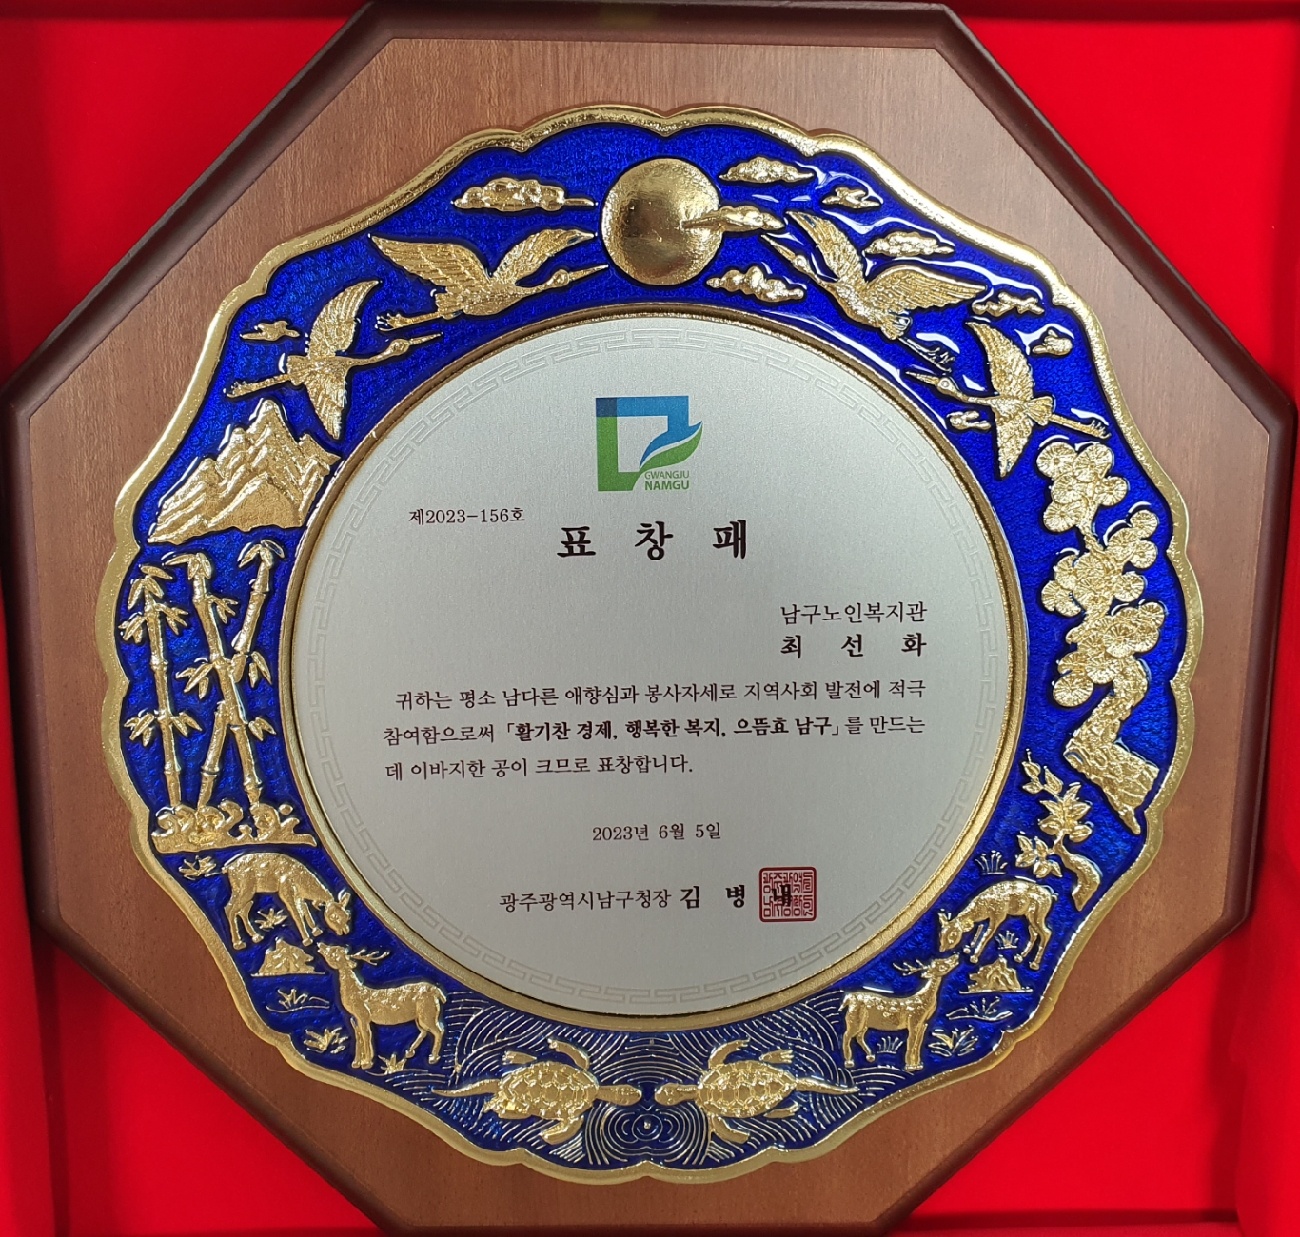 GWANGJU
NAMGU
제2023-156호
표 창 패
남구노인복지관
최 선 화
귀하는 평소 남다른 애향심과 봉사자세로 지역사회 발전에 적극
참여함으로써 「활기찬 경제, 행복한 복지, 으뜸효 남구」를 만드는
데 이바지한 공이 크므로 표창합니다.
2023년 6월 5일
광주광역시남구청장 김 병 내